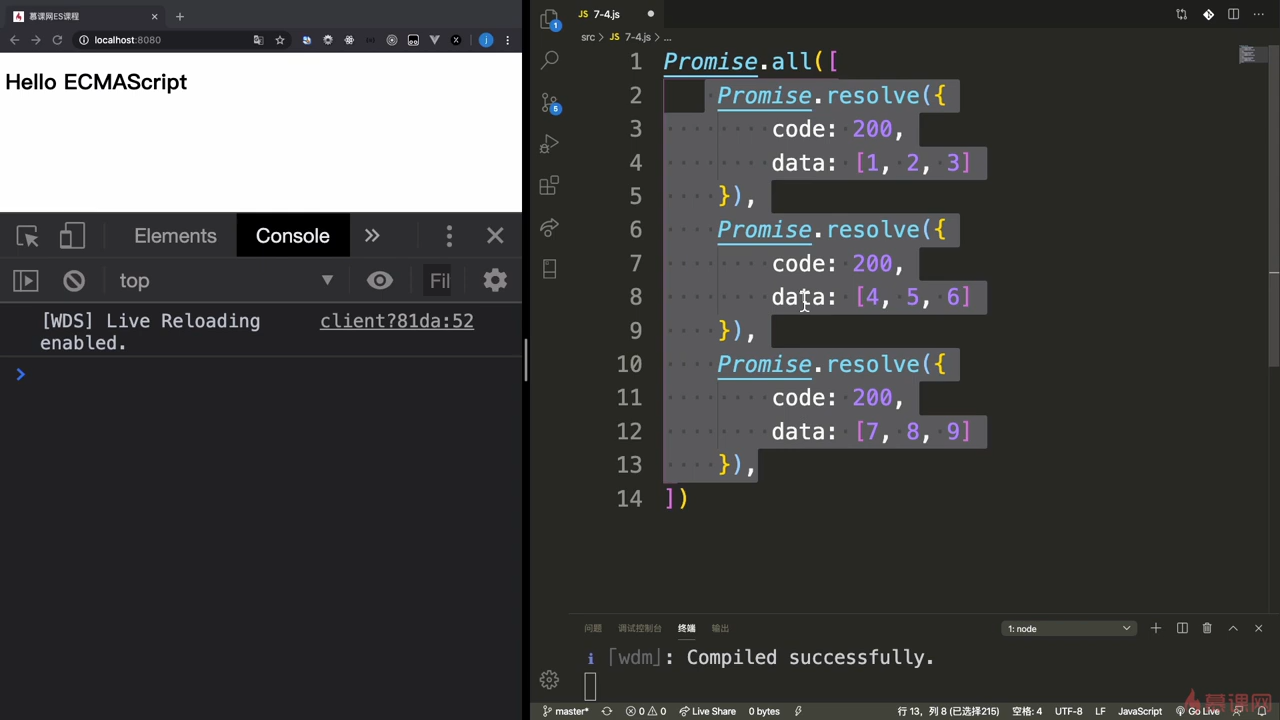 慕课网ES课程
localhost:8080
Hello ECMAScript
Elements
Console
top
Fil
[WDS] Live Reloading enabled.
client?81da:52
7-4.js
src > JS 7-4.js > ...
1 Promise.all([
2 Promise.resolve({
3 code: 200,
4 data: [1, 2, 3]
5 }),
6 Promise.resolve({
7 code: 200,
8 data: [4, 5, 6]
9 }),
10 Promise.resolve({
11 code: 200,
12 data: [7, 8, 9]
13 }),
14 ])
问题 调试控制台 终端 输出
1: node
i ｢wdm｣: Compiled successfully.
master* 0 0 Live Share 0 bytes
行 13, 列 8 (已选择215) 空格: 4 UTF-8 LF JavaScript Go Live
慕课网